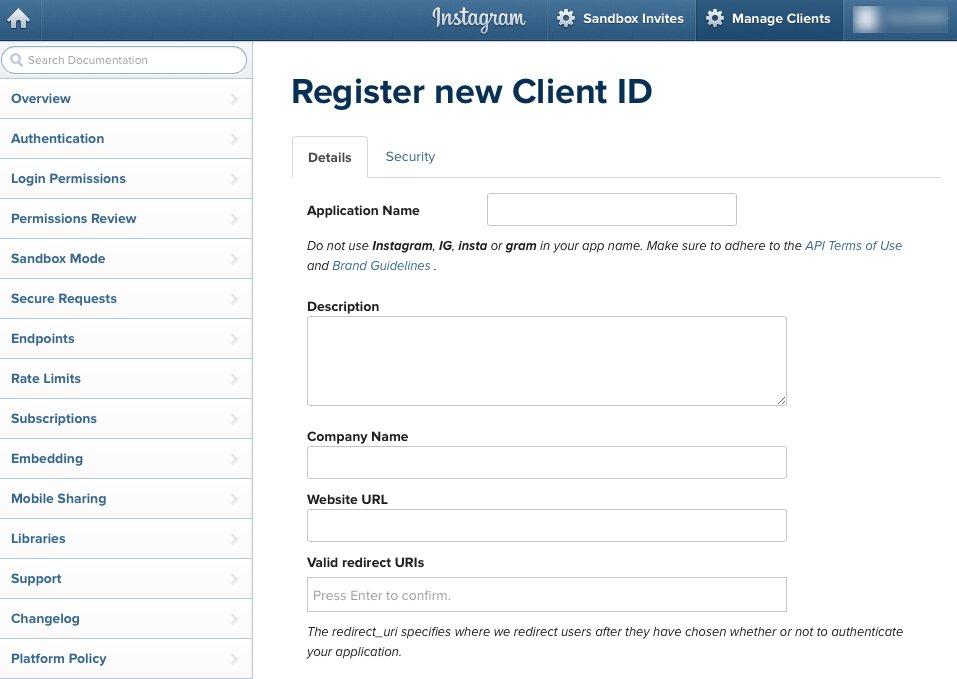 Instagram
Sandbox Invites
Manage Clients
Search Documentation
Overview
Authentication
Login Permissions
Permissions Review
Sandbox Mode
Secure Requests
Endpoints
Rate Limits
Subscriptions
Embedding
Mobile Sharing
Libraries
Support
Changelog
Platform Policy
Register new Client ID
Details
Security
Application Name
Do not use Instagram, IG, insta or gram in your app name. Make sure to adhere to the API Terms of Use
and Brand Guidelines .
Description
Company Name
Website URL
Valid redirect URIs
Press Enter to confirm.
The redirect_uri specifies where we redirect users after they have chosen whether or not to authenticate
your application.